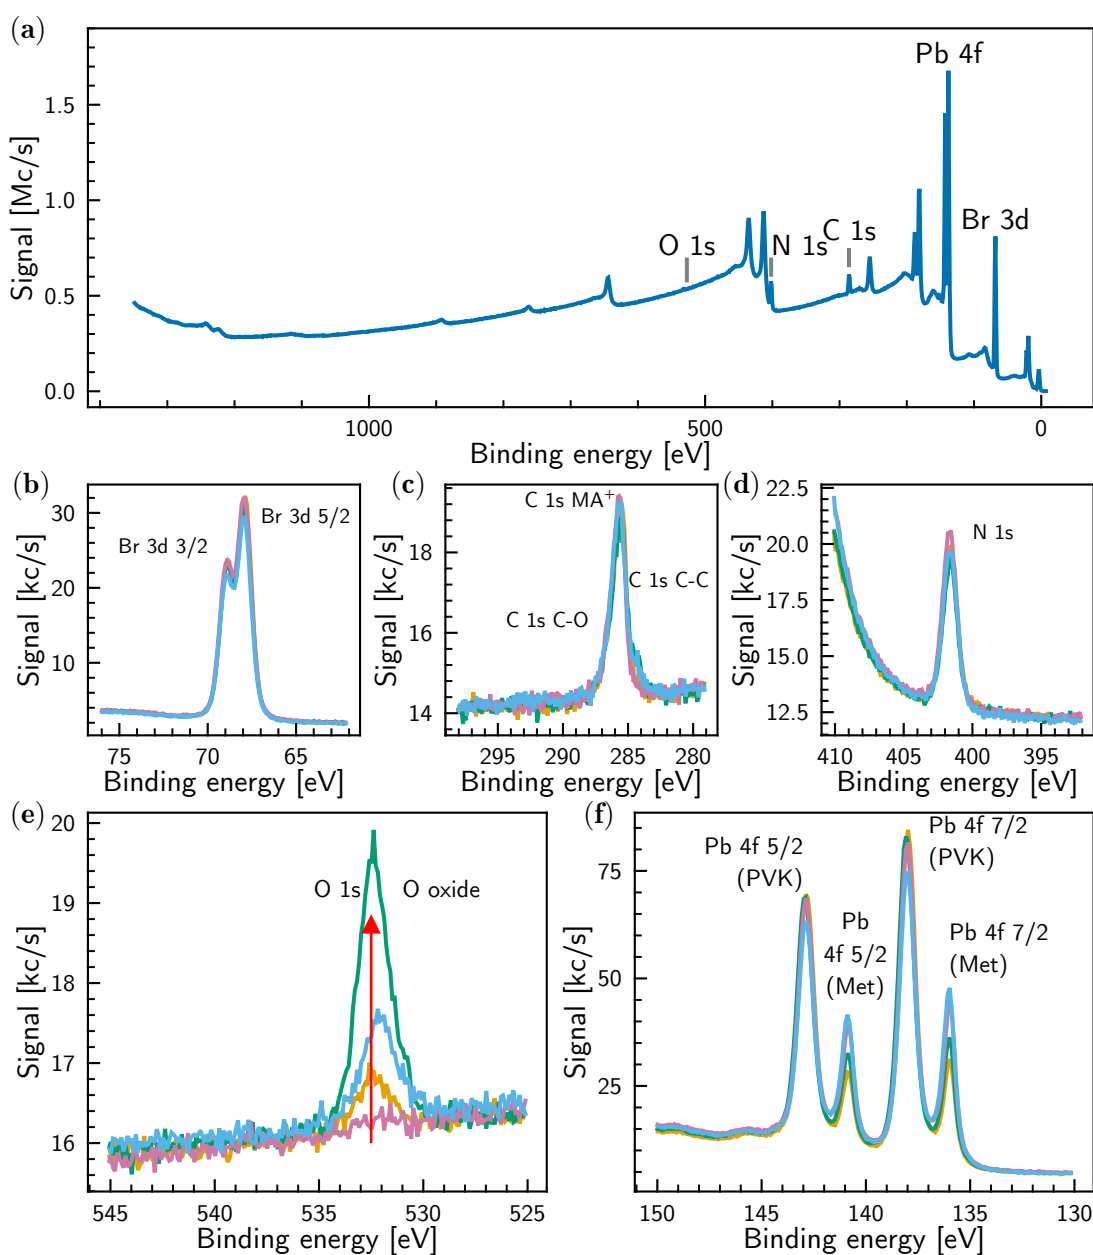 (a)
Signal [Mc/s]
1.5
1.0
0.5
0.0
Pb 4f
Br 3d
O 1s
N 1s
C 1s
1000
500
0
Binding energy [eV]
(b)
Signal [kc/s]
30
20
10
Br 3d 5/2
Br 3d 3/2
75
70
65
Binding energy [eV]
(c)
Signal [kc/s]
18
16
14
C 1s MA+
C 1s C-C
C 1s C-O
295
290
285
280
Binding energy [eV]
(d)
Signal [kc/s]
22.5
20.0
17.5
15.0
12.5
N 1s
410
405
400
395
Binding energy [eV]
(e)
Signal [kc/s]
20
19
18
17
16
O 1s
O oxide
545
540
535
530
525
Binding energy [eV]
(f)
Signal [kc/s]
75
50
25
Pb 4f 5/2
(PVK)
Pb
4f 5/2
(Met)
Pb 4f 7/2
(PVK)
Pb 4f 7/2
(Met)
150
145
140
135
130
Binding energy [eV]